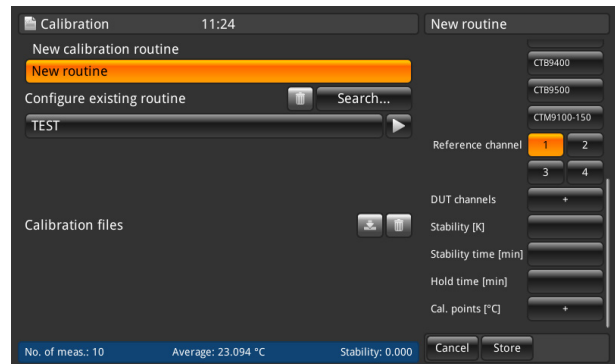 Calibration 11:24
New calibration routine
New routine
Configure existing routine Search...
TEST
Calibration files
No. of meas.: 10 Average: 23.094 °C Stability: 0.000
New routine
CTB9400
CTB9500
CTM9100-150
Reference channel 1 2
3 4
DUT channels +
Stability [K]
Stability time [min]
Hold time [min]
Cal. points [°C] +
Cancel Store